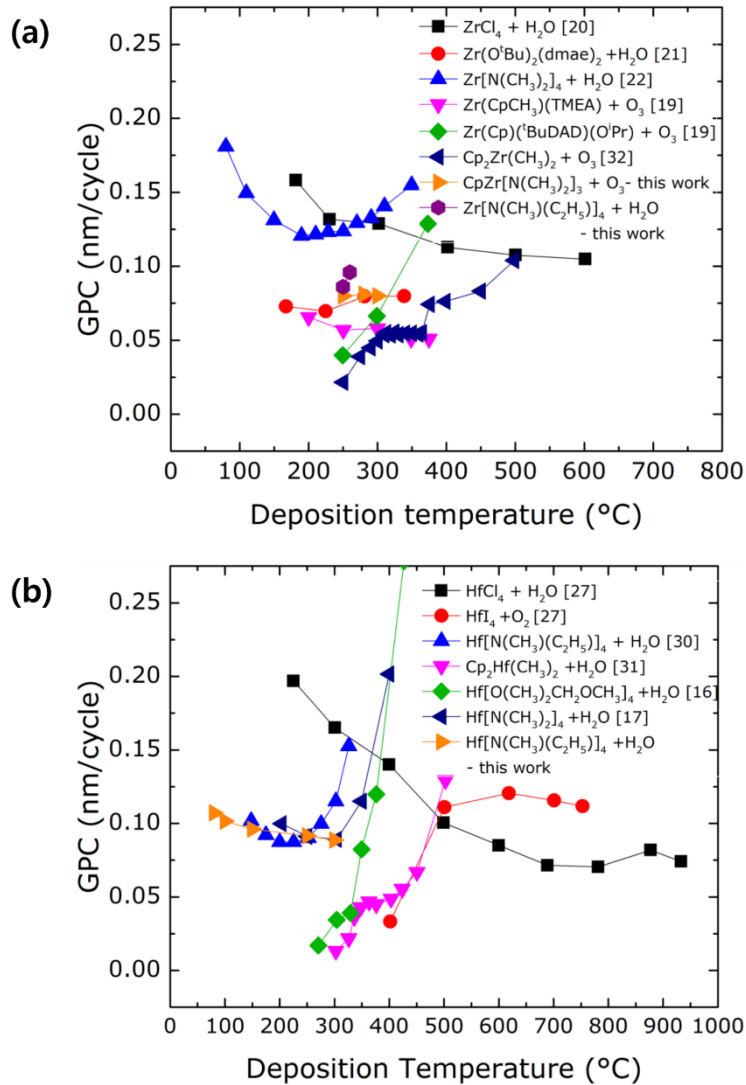 (a)
0.25
0.20
0.15
0.10
0.05
0.00
GPC (nm/cycle)
ZrCl₄ + H₂O [20]
Zr(OᵗBu)₂(dmae)₂ +H₂O [21]
Zr[N(CH₃)₂]₄ + H₂O [22]
Zr(CpCH₃)(TMEA) + O₃ [19]
Zr(Cp)(ᵗBuDAD)(OⁱPr) + O₃ [19]
Cp₂Zr(CH₃)₂ + O₃ [32]
CpZr[N(CH₃)₂]₃ + O₃- this work
Zr[N(CH₃)(C₂H₅)]₄ + H₂O
- this work
0 100 200 300 400 500 600 700 800
Deposition temperature (°C)
(b)
0.25
0.20
0.15
0.10
0.05
0.00
GPC (nm/cycle)
HfCl₄ + H₂O [27]
HfI₄ +O₂ [27]
Hf[N(CH₃)(C₂H₅)]₄ + H₂O [30]
Cp₂Hf(CH₃)₂ +H₂O [31]
Hf[O(CH₃)₂CH₂OCH₃]₄ +H₂O [16]
Hf[N(CH₃)₂]₄ +H₂O [17]
Hf[N(CH₃)(C₂H₅)]₄ +H₂O
- this work
0 100 200 300 400 500 600 700 800 900 1000
Deposition Temperature (°C)